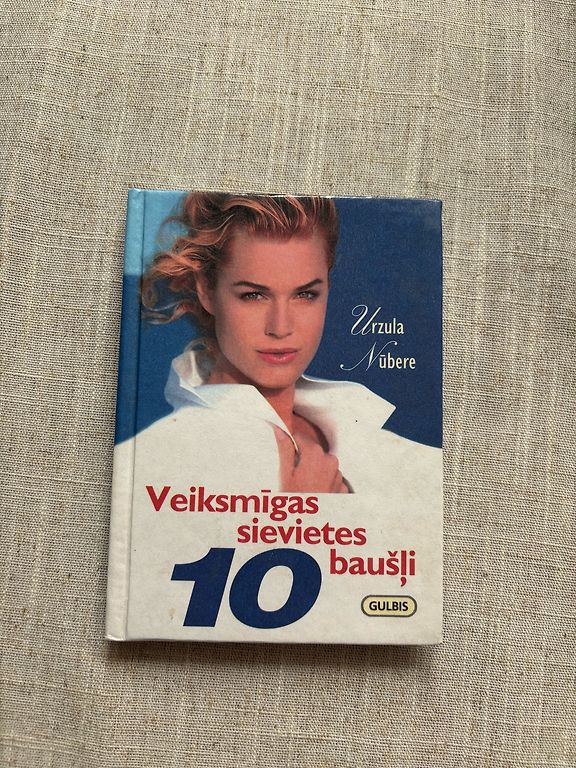 Urzula
Nūbere
Veiksmīgas
sievietes
10 baušļi
GULBIS